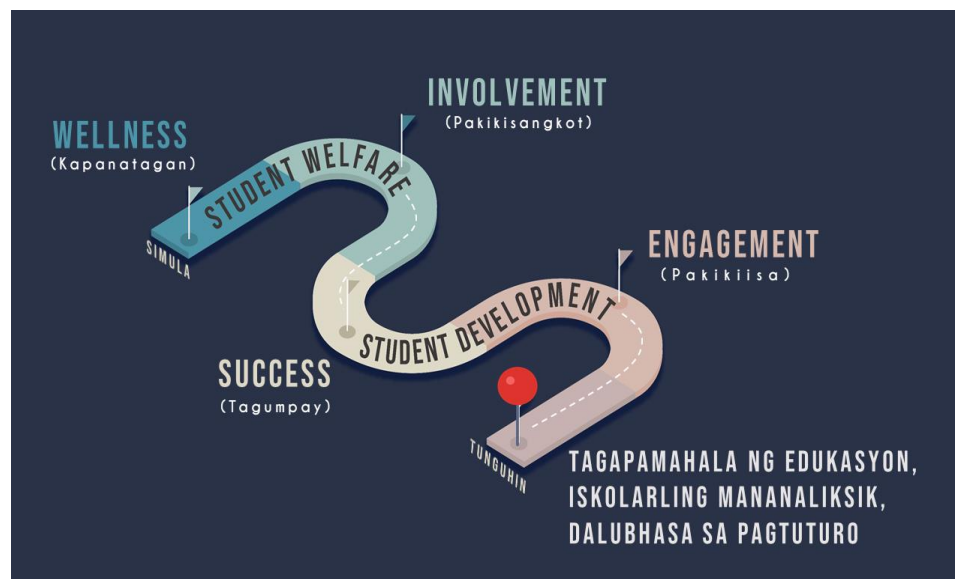 INVOLVEMENT
(Pakikisangkot)
WELLNESS
(Kapanatagan)
STUDENT WELFARE
SIMULA
ENGAGEMENT
(Pakikiisa)
STUDENT DEVELOPMENT
SUCCESS
(Tagumpay)
TUNGUHIN
TAGAPAMAHALA NG EDUKASYON,
ISKOLARLING MANANALIKSIK,
DALUBHASA SA PAGTUTURO